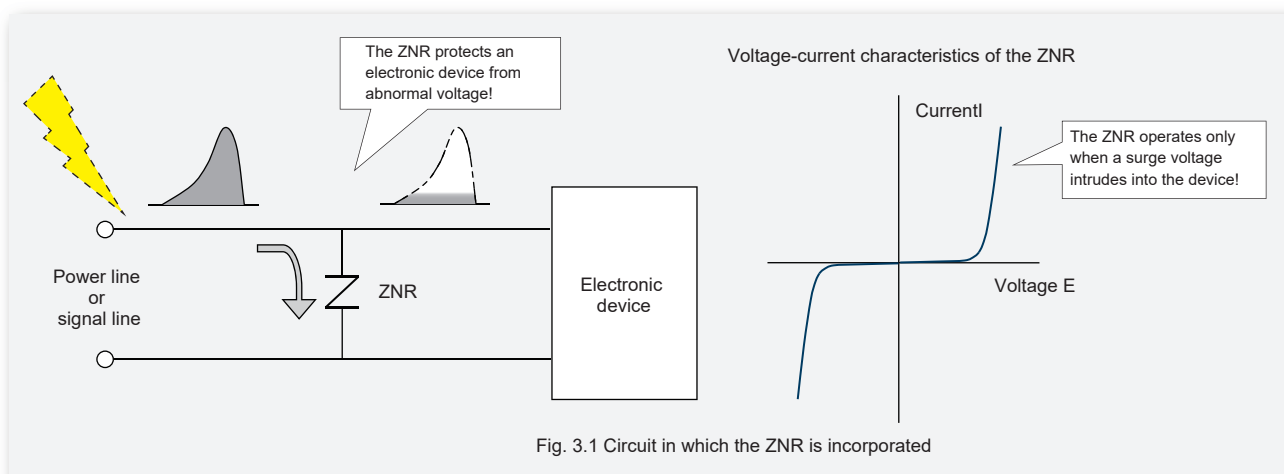 The ZNR protects an
electronic device from
abnormal voltage!
Power line
or
signal line
ZNR
Electronic
device
Voltage-current characteristics of the ZNR
CurrentI
The ZNR operates only
when a surge voltage
intrudes into the device!
Voltage E
Fig. 3.1 Circuit in which the ZNR is incorporated